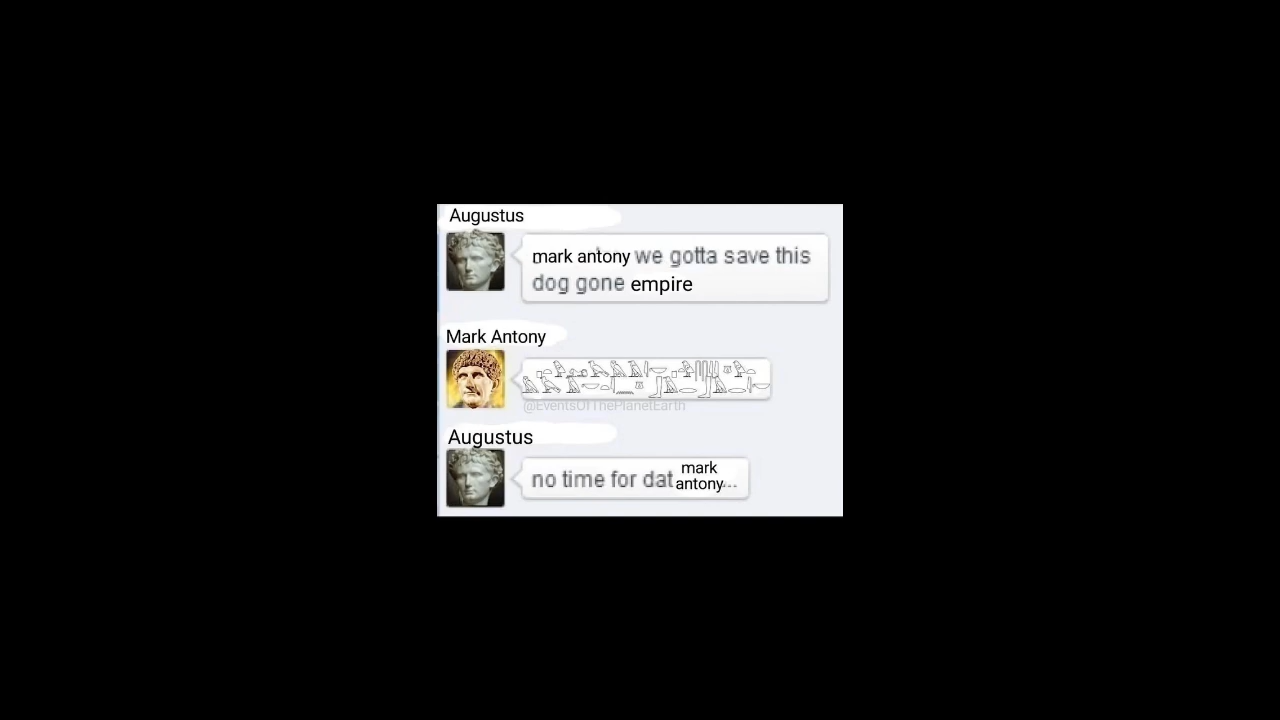 Augustus
mark antony we gotta save this
dog gone empire
Mark Antony
@EventsOfThePlanetEarth
Augustus
no time for dat mark
antony...